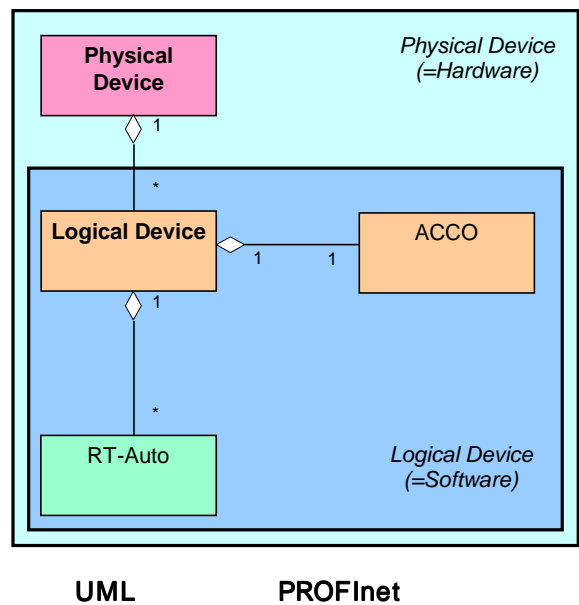 Physical
Device
Physical Device
(=Hardware)
1
*
Logical Device
ACCO
1
1
1
*
RT-Auto
Logical Device
(=Software)
UML
PROFInet